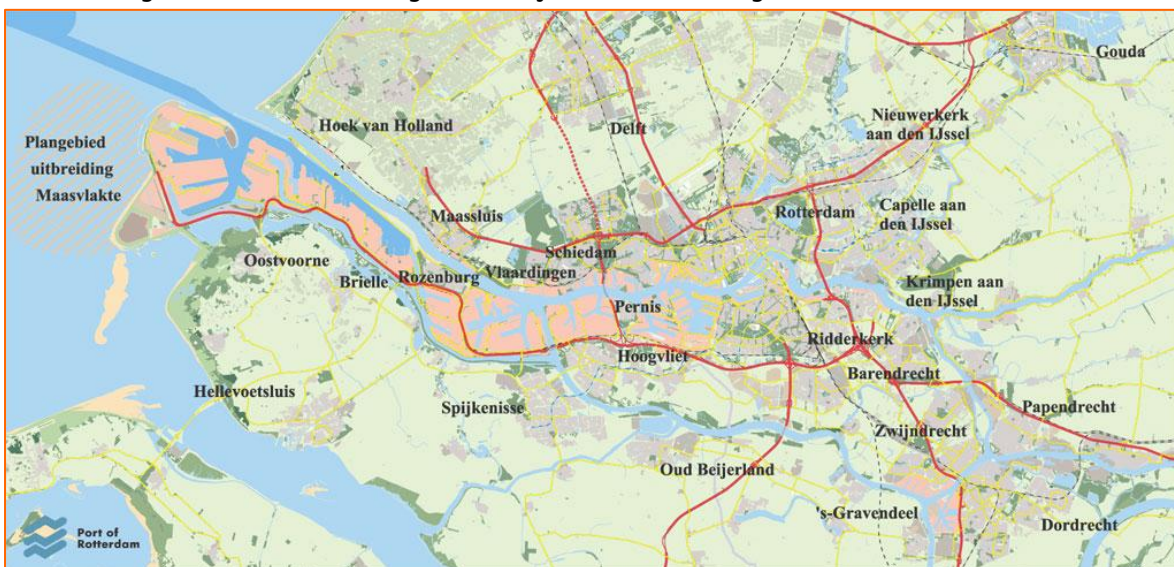 Gouda
Nieuwerkerk
aan den IJssel
Hoek van Holland
Delft
Plangebied
uitbreiding
Maasvlakte
Maassluis
Rotterdam
Capelle aan
den IJssel
Schiedam
Oostvoorne
Vlaardingen
Rozenburg
Brielle
Krimpen aan
den IJssel
Pernis
Ridderkerk
Hoogvliet
Barendrecht
Hellevoetsluis
Spijkenisse
Papendrecht
Zwijndrecht
Oud Beijerland
's-Gravendeel
Dordrecht
Port of
Rotterdam